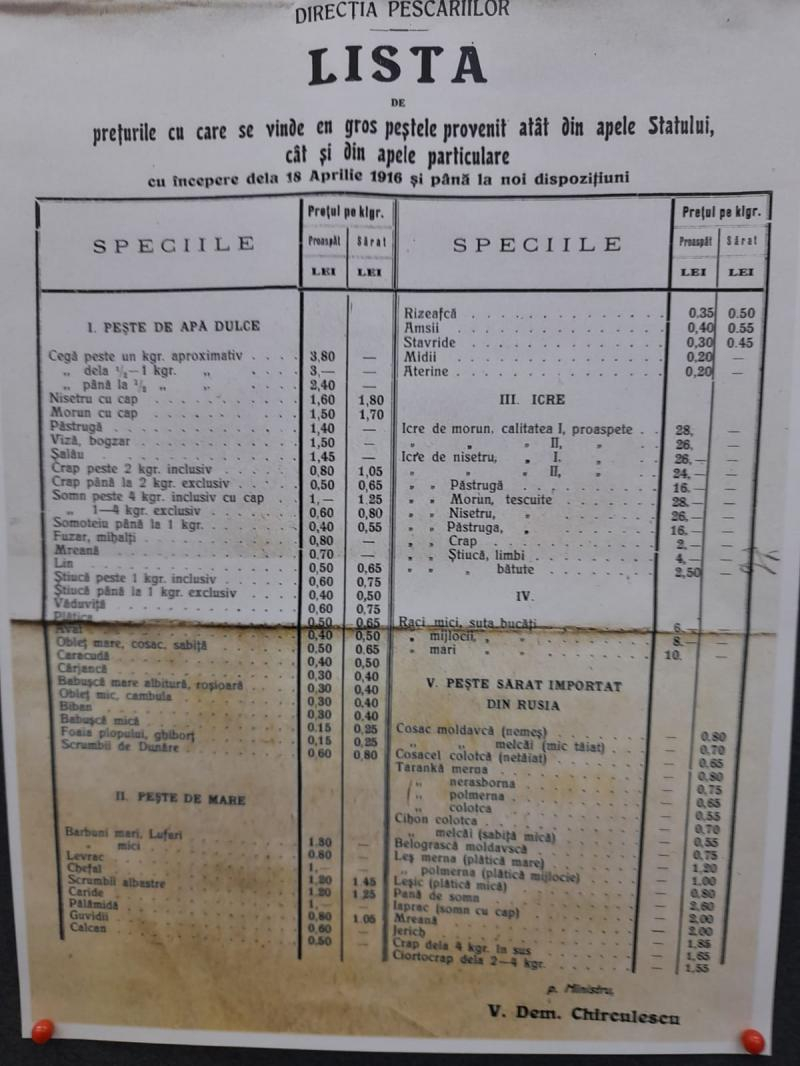 DIRECȚIA PESCĂRIILOR
LISTA
DE
prețurile cu care se vinde en gros peștele provenit atât din apele Statului,
cât și din apele particulare
cu începere dela 18 Aprilie 1916 și până la noi dispozițiuni
SPECIILE Prețul pe klgr.
Proaspăt Sărat
LEI LEI
I. PEȘTE DE APĂ DULCE
Cegă peste un kgr. aproximativ . . . . 3,80 —
„ dela ½—1 kgr. „ . . . . 3,— —
„ până la ½ „ „ . . . . 2,40 —
Nisetru cu cap . . . . 1,60 1,80
Morun cu cap . . . . 1,50 1,70
Păstrugă . . . . 1,40 —
Viză, bogzar . . . . 1,50 —
Șalău . . . . 1,45 —
Crap peste 2 kgr. inclusiv . . . . 0,80 1,05
Crap până la 2 kgr. exclusiv . . . . 0,50 0,65
Somn peste 4 kgr. inclusiv cu cap . . 1,— 1.25
„ 1—4 kgr. exclusiv . . . . 0,60 0,80
Somoteiu până la 1 kgr. . . . . 0,40 0,55
Fuzar, mihalți . . . . 0,80 —
Mreană . . . . 0.70 —
Lin . . . . 0,50 0,65
Știucă peste 1 kgr. inclusiv . . . . 0,60 0,75
Știucă până la 1 kgr. exclusiv . . . . 0,40 0,50
Văduviță . . . . 0,60 0,75
Plătica . . . . 0,50 0,65
Avat . . . . 0,40 0,50
Obleț mare, cosac, sabiță . . . . 0,50 0.65
Caracudă . . . . 0,40 0,50
Cârjancă . . . . 0,30 0,40
Babușcă mare albitură, roșioară . . 0,30 0,40
Obleț mic, cambula . . . . 0,30 0,40
Biban . . . . 0,30 0.40
Babușcă mică . . . . 0.15 0,25
Foaia plopului, ghiborț . . . . 0,15 0,25
Scrumbii de Dunăre . . . . 0,60 0,80
II. PEȘTE DE MARE
Barbuni mari, Lufari . . . . 1.30 —
„ mici . . . . 0.80 —
Levrac . . . . 1,— —
Chefal . . . . 1,20 1.45
Scrumbii albastre . . . . 1.20 1.25
Caride . . . . 1,— —
Pălămidă . . . . 0,80 1.05
Guvidii . . . . 0,60 —
Calcan . . . . 0.50 —
SPECIILE Prețul pe klgr.
Proaspăt Sărat
LEI LEI
Rizeafcă . . . . 0,35 0.50
Amsii . . . . 0,40 0.55
Stavride . . . . 0,30 0.45
Midii . . . . 0,20 —
Aterine . . . . 0,20 —
III. ICRE
Icre de morun, calitatea I, proaspete . . 28, —
„ „ „ II, „ . . 26, —
Icre de nisetru, „ I. „ . . 26,— —
„ „ „ II, „ . . 24,— —
„ „ Păstrugă . . . . 16.— —
„ „ Morun, tescuite . . . . 28.— —
„ „ Nisetru, „ . . . . 26,— —
„ „ Păstruga, „ . . . . 16.— —
„ „ Crap . . . . 2.— —
„ „ Știucă, limbi . . . . 4,— —
„ „ „ bătute . . . . 2,50 —
IV.
Raci mici, suta bucăți . . . . 6.— —
„ mijlocii, „ „ . . . . 8.— —
„ mari „ „ . . . . 10. —
V. PEȘTE SĂRAT IMPORTAT
DIN RUSIA
Cosac moldavcă (nemeș) . . . . — 0.80
„ „ melcăi (mic tăiat) . . — 0,70
Cosacel colotcă (netăiat) . . . . — 0,65
Tarankă merna . . . . — 0,80
„ nerasborna . . . . — 0,75
„ polmerna . . . . — 0,65
„ colotca . . . . — 0,55
Cihon colotca . . . . — 0,70
„ melcăi (sabiță mică) . . . . — 0,55
Belogrască moldavscă . . . . — 0,75
Leș merna (plătică mare) . . . . — 1,20
„ polmerna (plătică mijlocie) . . — 1,00
Leșic (plătică mică) . . . . — 0,80
Pană de somn . . . . — 2,60
Iaprac (somn cu cap) . . . . — 2,00
Mreană . . . . — 2,00
Jerich . . . . — 1,85
Crap dela 4 kgr. în sus . . . . — 1,65
Ciortocrap dela 2—4 kgr. . . . . — 1,55
p. Ministru,
V. Dem. Chirculescu